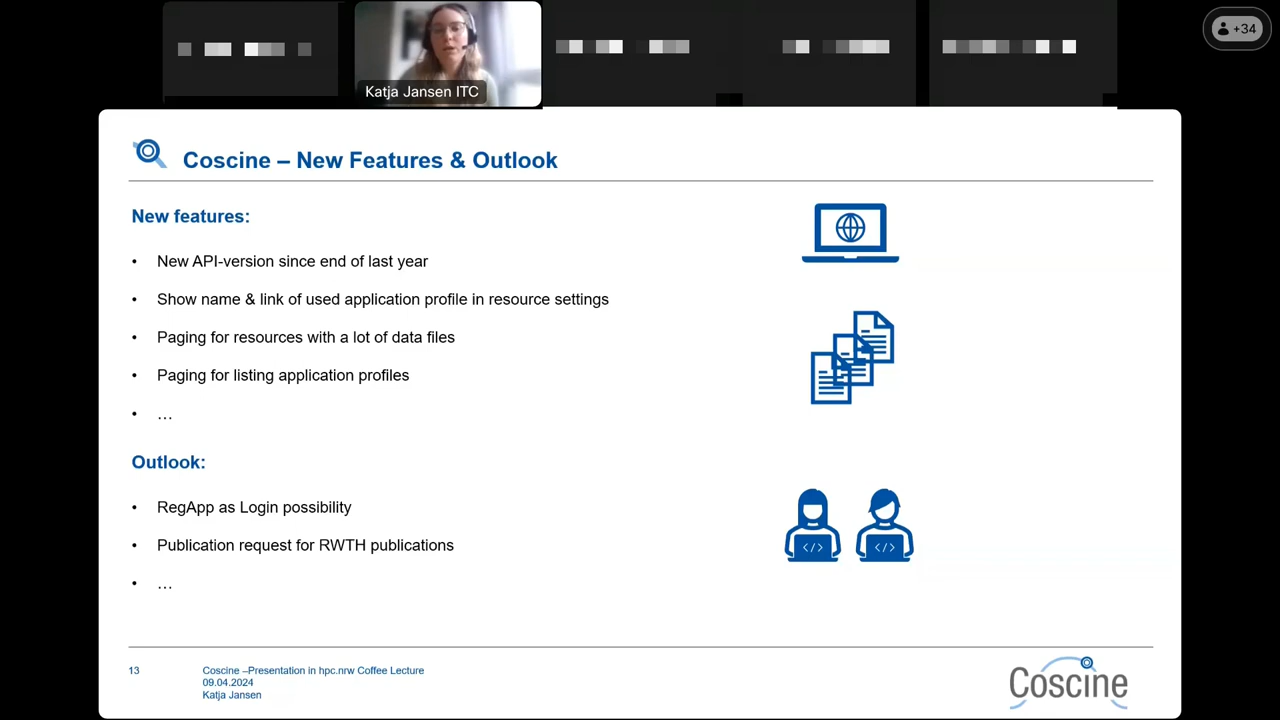 +34
Katja Jansen ITC
Coscine – New Features & Outlook
New features:
• New API-version since end of last year
• Show name & link of used application profile in resource settings
• Paging for resources with a lot of data files
• Paging for listing application profiles
• …
Outlook:
• RegApp as Login possibility
• Publication request for RWTH publications
• …
</>
</>
13
Coscine –Presentation in hpc.nrw Coffee Lecture
09.04.2024
Katja Jansen
Coscine